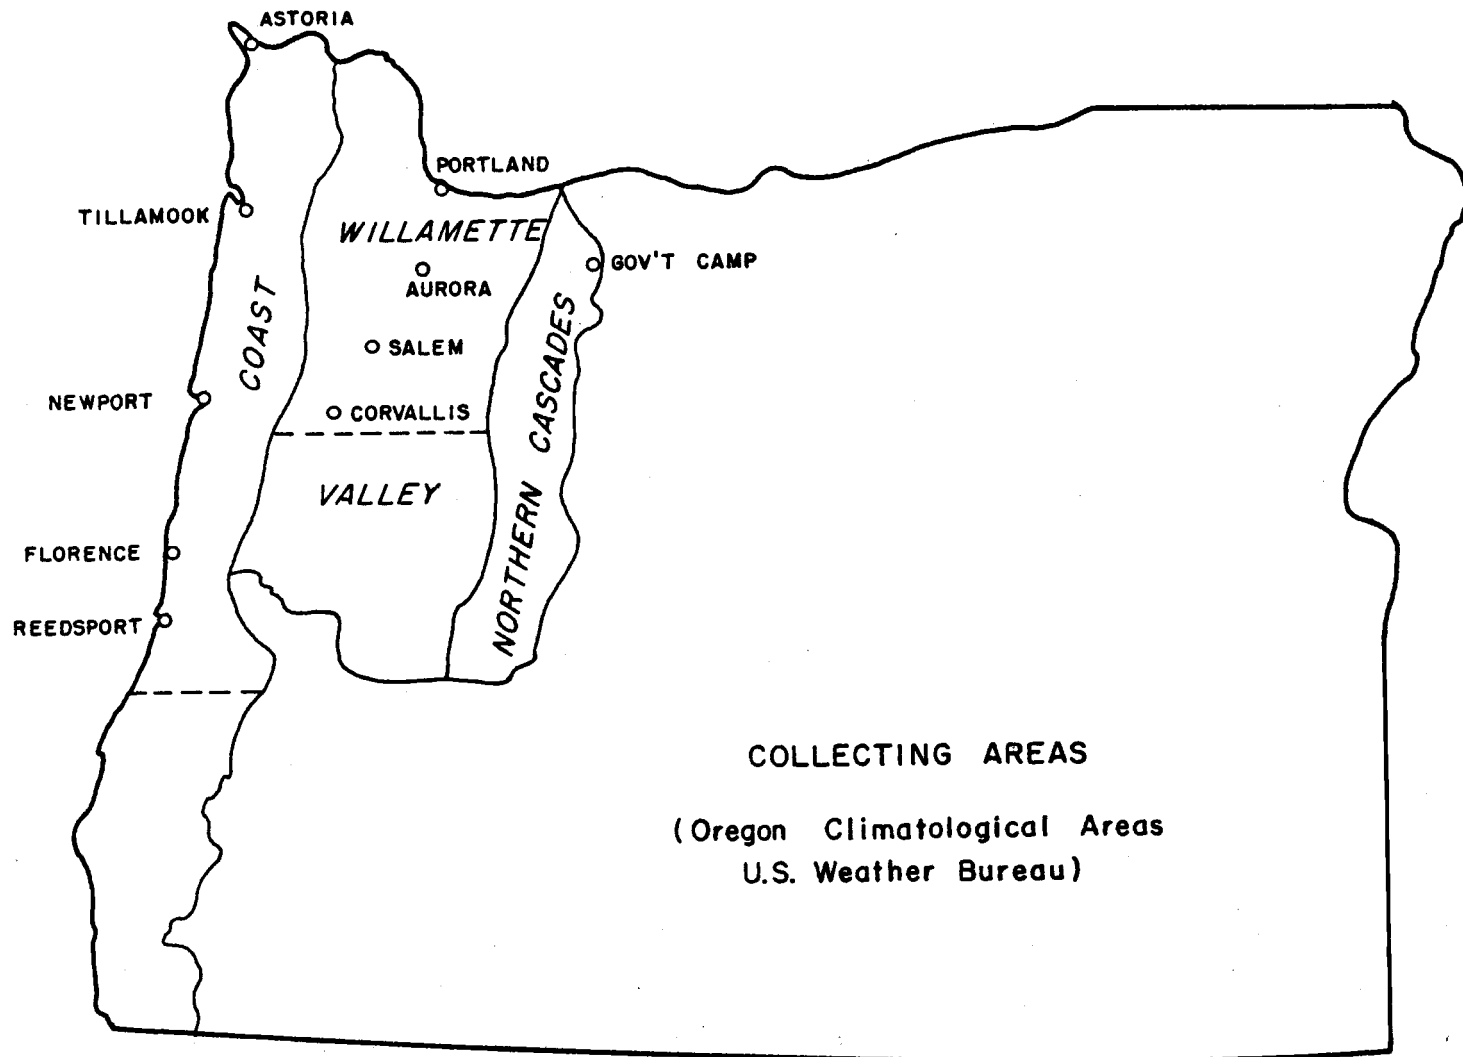 ASTORIA
PORTLAND
TILLAMOOK
WILLAMETTE
GOV'T CAMP
AURORA
COAST
SALEM
NEWPORT
CORVALLIS
NORTHERN CASCADES
VALLEY
FLORENCE
REEDSPORT
COLLECTING AREAS
(Oregon Climatological Areas
U.S. Weather Bureau)